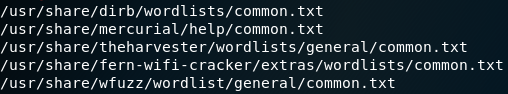 /usr/share/dirb/wordlists/common.txt
/usr/share/mercurial/help/common.txt
/usr/share/theharvester/wordlists/general/common.txt
/usr/share/fern-wifi-cracker/extras/wordlists/common.txt
/usr/share/wfuzz/wordlist/general/common.txt